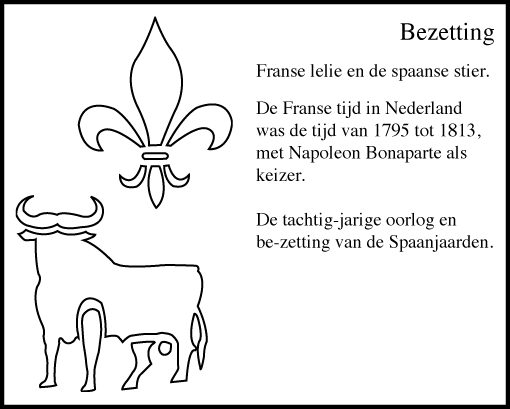 Bezetting
Franse lelie en de spaanse stier.
De Franse tijd in Nederland
was de tijd van 1795 tot 1813,
met Napoleon Bonaparte als
keizer.
De tachtig-jarige oorlog en
be-zetting van de Spaanjaarden.